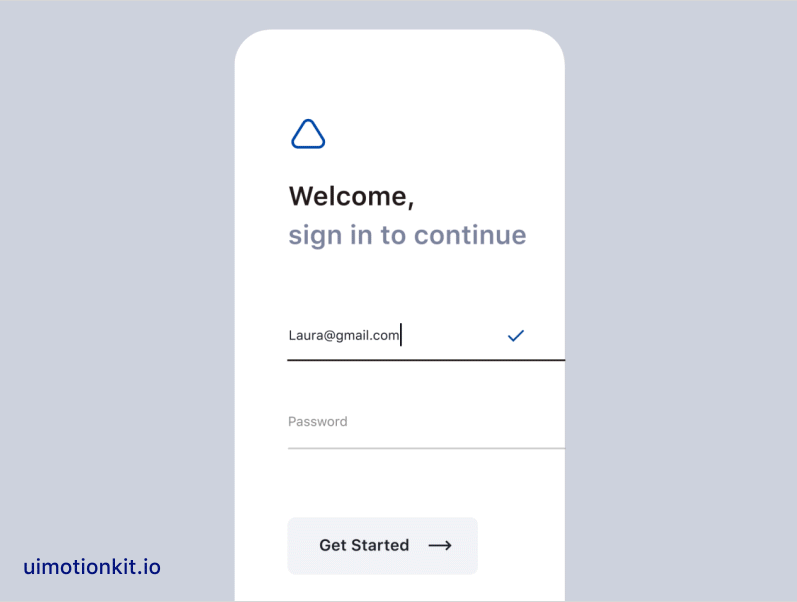 Welcome,
sign in to continue
Laura@gmail.com
Password
Get Started
uimotionkit.io